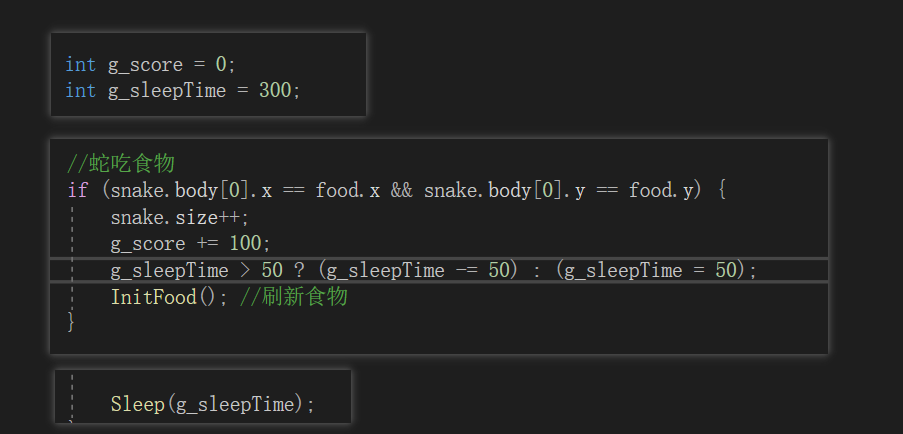 int g_score = 0;
int g_sleepTime = 300;
//蛇吃食物
if (snake.body[0].x == food.x && snake.body[0].y == food.y) {
snake.size++;
g_score += 100;
g_sleepTime > 50 ? (g_sleepTime -= 50) : (g_sleepTime = 50);
InitFood(); //刷新食物
}
Sleep(g_sleepTime);